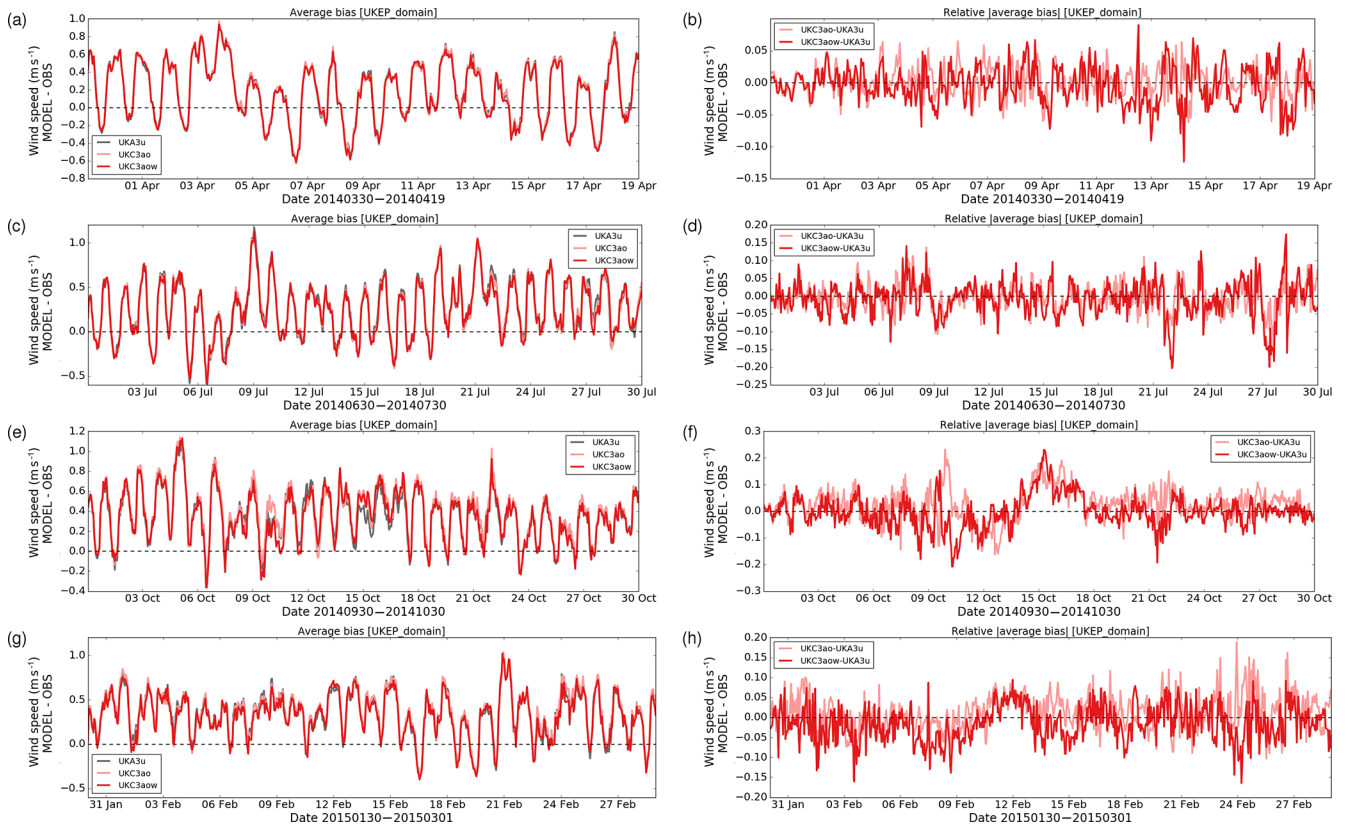 (a)
Average bias [UKEP_domain]
Wind speed (m s⁻¹)
MODEL - OBS
1.0
0.8
0.6
0.4
0.2
0.0
−0.2
−0.4
−0.6
−0.8
UKA3u
UKC3ao
UKC3aow
01 Apr 03 Apr 05 Apr 07 Apr 09 Apr 11 Apr 13 Apr 15 Apr 17 Apr 19 Apr
Date 20140330−20140419
(b)
Relative |average bias| [UKEP_domain]
Wind speed (m s⁻¹)
MODEL - OBS
0.05
0.00
−0.05
−0.10
−0.15
UKC3ao-UKA3u
UKC3aow-UKA3u
01 Apr 03 Apr 05 Apr 07 Apr 09 Apr 11 Apr 13 Apr 15 Apr 17 Apr 19 Apr
Date 20140330−20140419
(c)
Average bias [UKEP_domain]
Wind speed (m s⁻¹)
MODEL - OBS
1.0
0.5
0.0
−0.5
UKA3u
UKC3ao
UKC3aow
03 Jul 06 Jul 09 Jul 12 Jul 15 Jul 18 Jul 21 Jul 24 Jul 27 Jul 30 Jul
Date 20140630−20140730
(d)
Relative |average bias| [UKEP_domain]
Wind speed (m s⁻¹)
MODEL - OBS
0.20
0.15
0.10
0.05
0.00
−0.05
−0.10
−0.15
−0.20
−0.25
UKC3ao-UKA3u
UKC3aow-UKA3u
03 Jul 06 Jul 09 Jul 12 Jul 15 Jul 18 Jul 21 Jul 24 Jul 27 Jul 30 Jul
Date 20140630−20140730
(e)
Average bias [UKEP_domain]
Wind speed (m s⁻¹)
MODEL - OBS
1.2
1.0
0.8
0.6
0.4
0.2
0.0
−0.2
−0.4
UKA3u
UKC3ao
UKC3aow
03 Oct 06 Oct 09 Oct 12 Oct 15 Oct 18 Oct 21 Oct 24 Oct 27 Oct 30 Oct
Date 20140930−20141030
(f)
Relative |average bias| [UKEP_domain]
Wind speed (m s⁻¹)
MODEL - OBS
0.3
0.2
0.1
0.0
−0.1
−0.2
−0.3
UKC3ao-UKA3u
UKC3aow-UKA3u
03 Oct 06 Oct 09 Oct 12 Oct 15 Oct 18 Oct 21 Oct 24 Oct 27 Oct 30 Oct
Date 20140930−20141030
(g)
Average bias [UKEP_domain]
Wind speed (m s⁻¹)
MODEL - OBS
1.0
0.5
0.0
−0.5
UKA3u
UKC3ao
UKC3aow
31 Jan 03 Feb 06 Feb 09 Feb 12 Feb 15 Feb 18 Feb 21 Feb 24 Feb 27 Feb
Date 20150130−20150301
(h)
Relative |average bias| [UKEP_domain]
Wind speed (m s⁻¹)
MODEL - OBS
0.20
0.15
0.10
0.05
0.00
−0.05
−0.10
−0.15
−0.20
UKC3ao-UKA3u
UKC3aow-UKA3u
31 Jan 03 Feb 06 Feb 09 Feb 12 Feb 15 Feb 18 Feb 21 Feb 24 Feb 27 Feb
Date 20150130−20150301